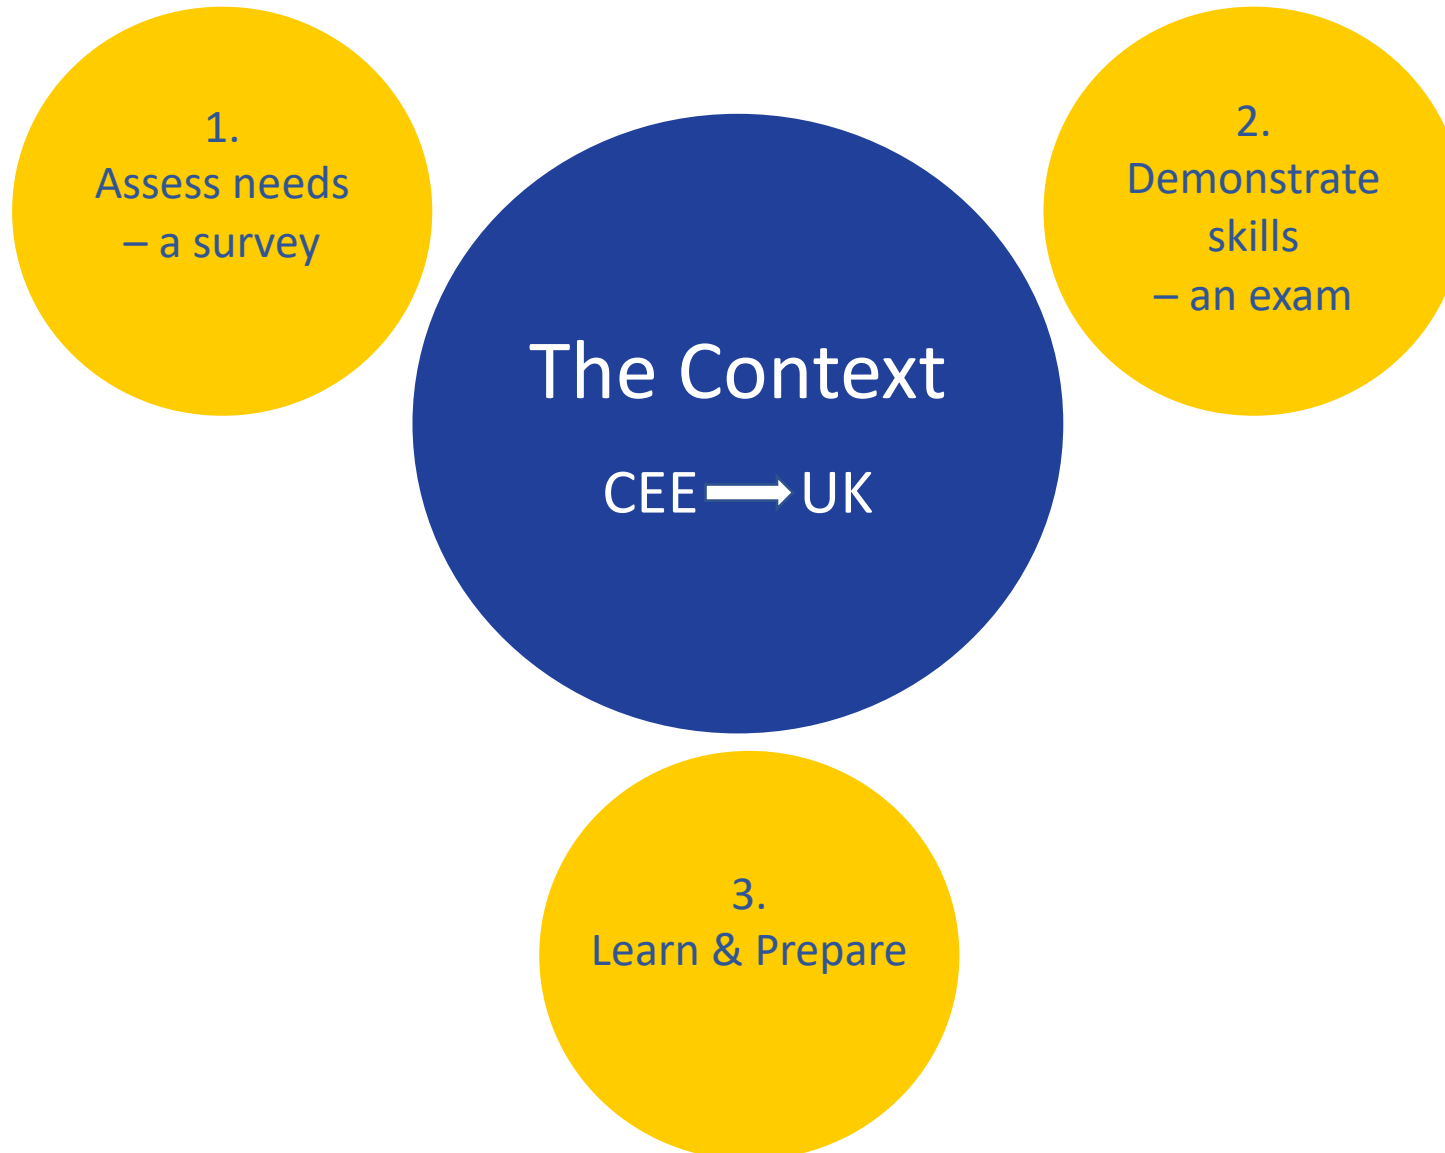 1.
Assess needs
– a survey
2.
Demonstrate
skills
– an exam
The Context
CEE UK
3.
Learn & Prepare